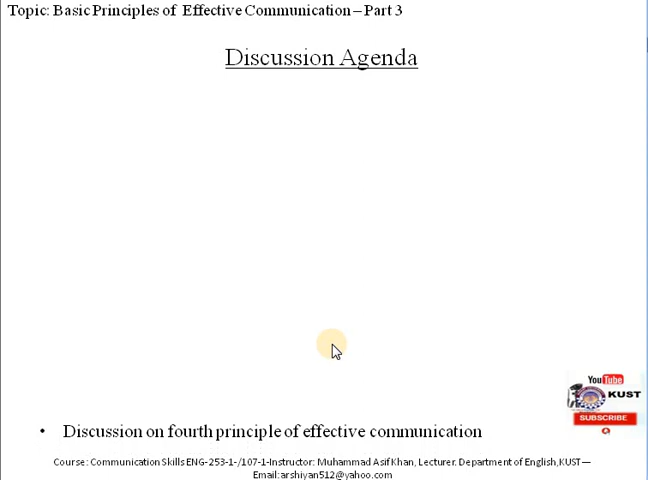 Topic: Basic Principles of Effective Communication – Part 3
Discussion Agenda
YouTube
KUST
SUBSCRIBE
• Discussion on fourth principle of effective communication
Course: Communication Skills ENG-253-1-/107-1-Instructor: Muhammad Asif Khan, Lecturer. Department of English,KUST—
Email:arshiyan512@yahoo.com